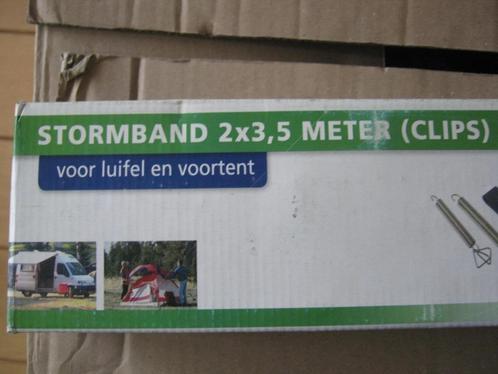 STORMBAND 2x3,5 METER (CLIPS)
voor luifel en voortent